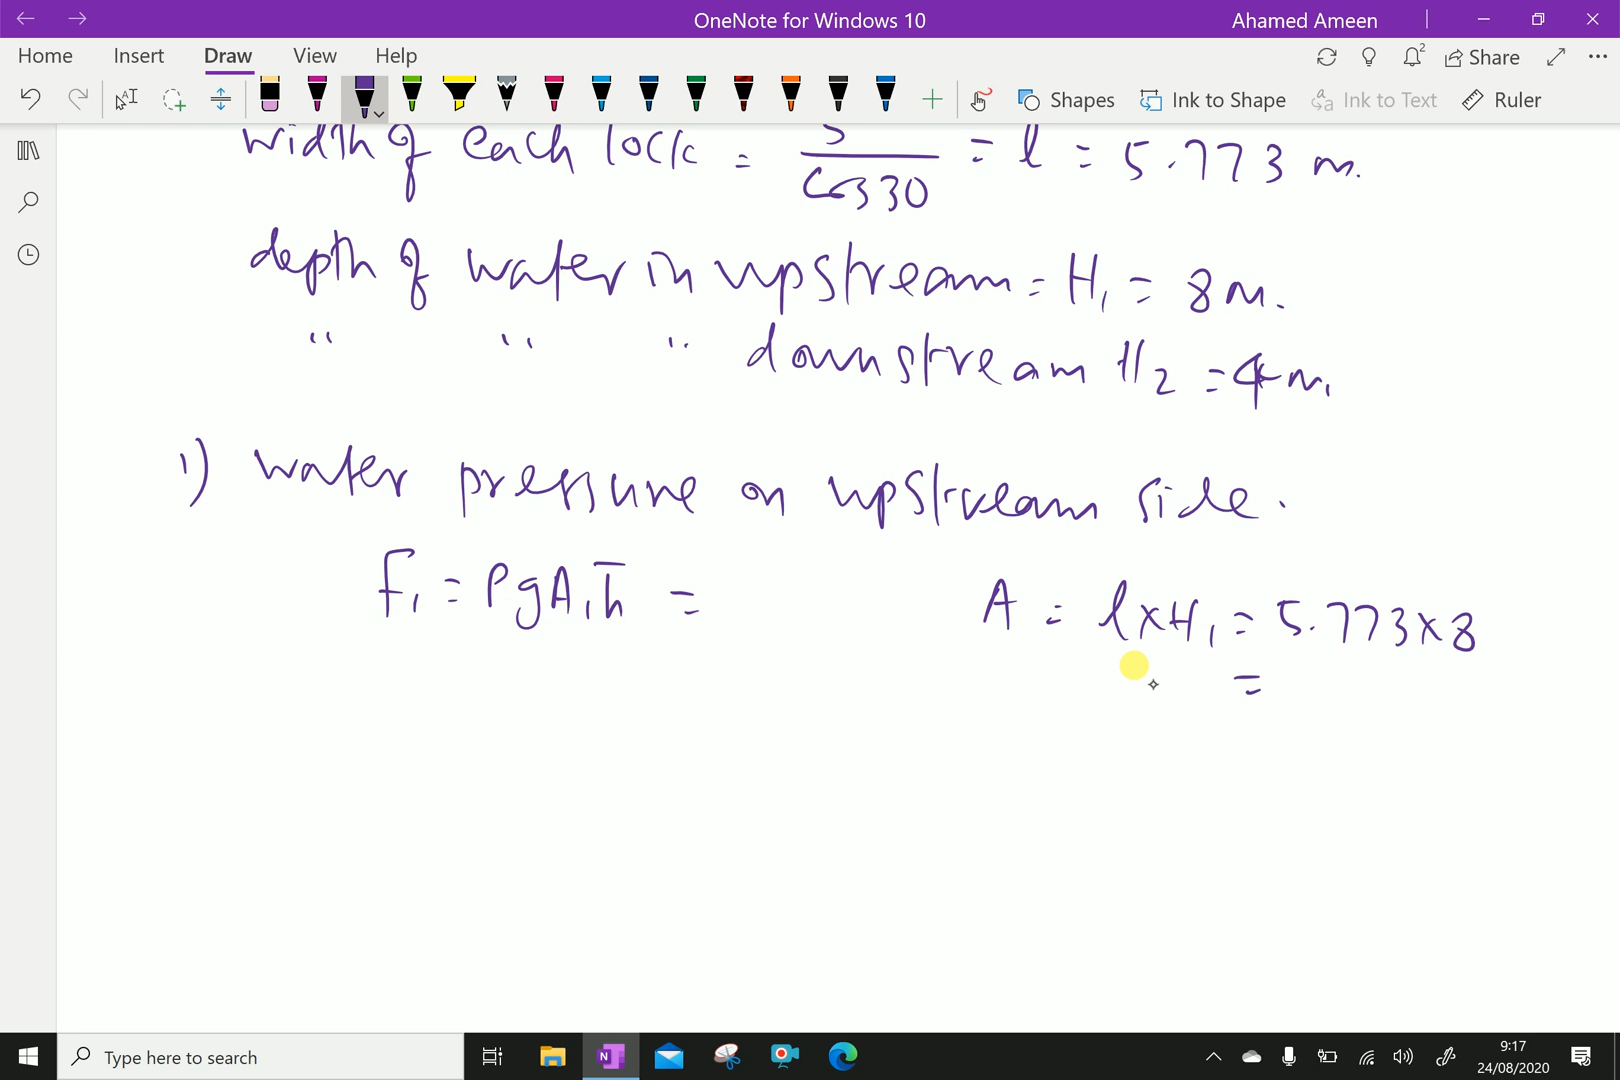 OneNote for Windows 10
Ahamed Ameen
Home Insert Draw View Help
2 Share
Shapes Ink to Shape Ink to Text Ruler
width of each lock = 5/cos30 = l = 5.773 m.
depth of water in upstream = H₁ = 8m.
" " " downstream H₂ = 4m.
1) water pressure on upstream side.
F₁ = ρgA₁h̄ =
A = l×H₁ = 5.773×8
=
Type here to search
9:17
24/08/2020